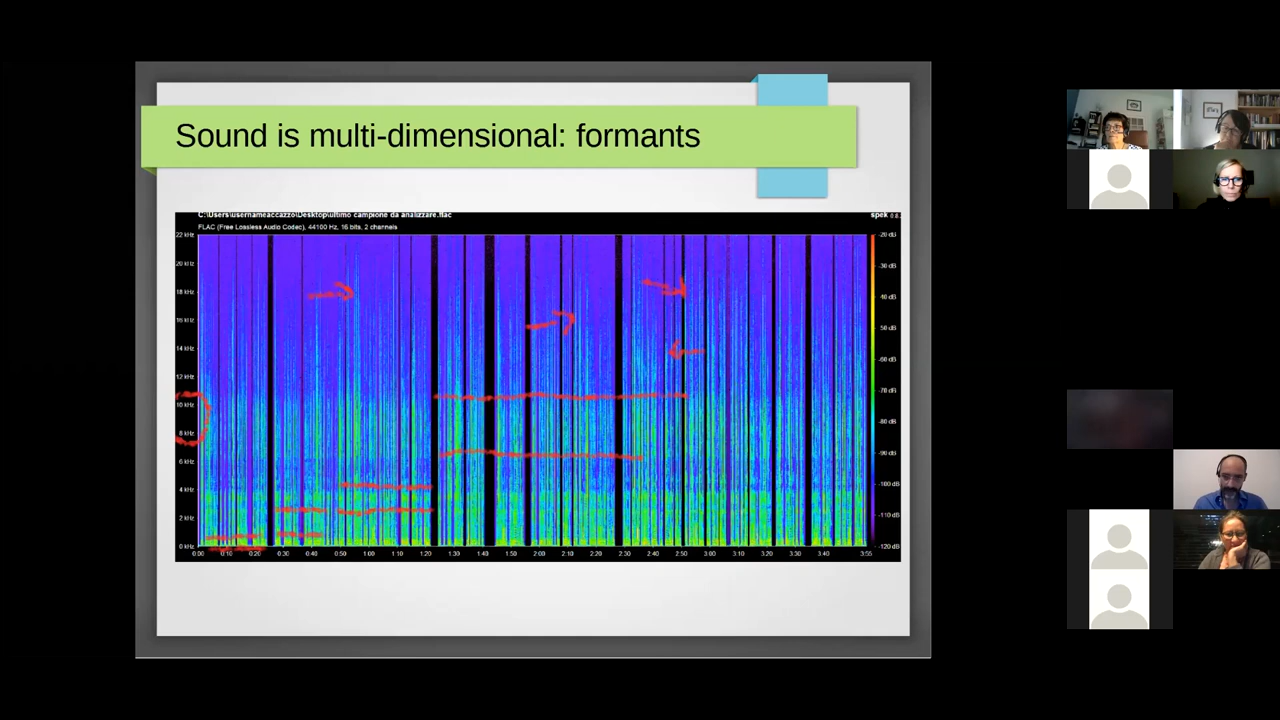 Sound is multi-dimensional: formants
C:\Users\usernameaccazzo\Desktop\ultimo campione da analizzare.flac
spek 0.8.
FLAC (Free Lossless Audio Codec), 44100 Hz, 16 bits, 2 channels
22 kHz
20 kHz
18 kHz
16 kHz
14 kHz
12 kHz
10 kHz
8 kHz
6 kHz
4 kHz
2 kHz
0 kHz
0:00 0:10 0:20 0:30 0:40 0:50 1:00 1:10 1:20 1:30 1:40 1:50 2:00 2:10 2:20 2:30 2:40 2:50 3:00 3:10 3:20 3:30 3:40 3:55
-20 dB
-30 dB
-40 dB
-50 dB
-60 dB
-70 dB
-80 dB
-90 dB
-100 dB
-110 dB
-120 dB